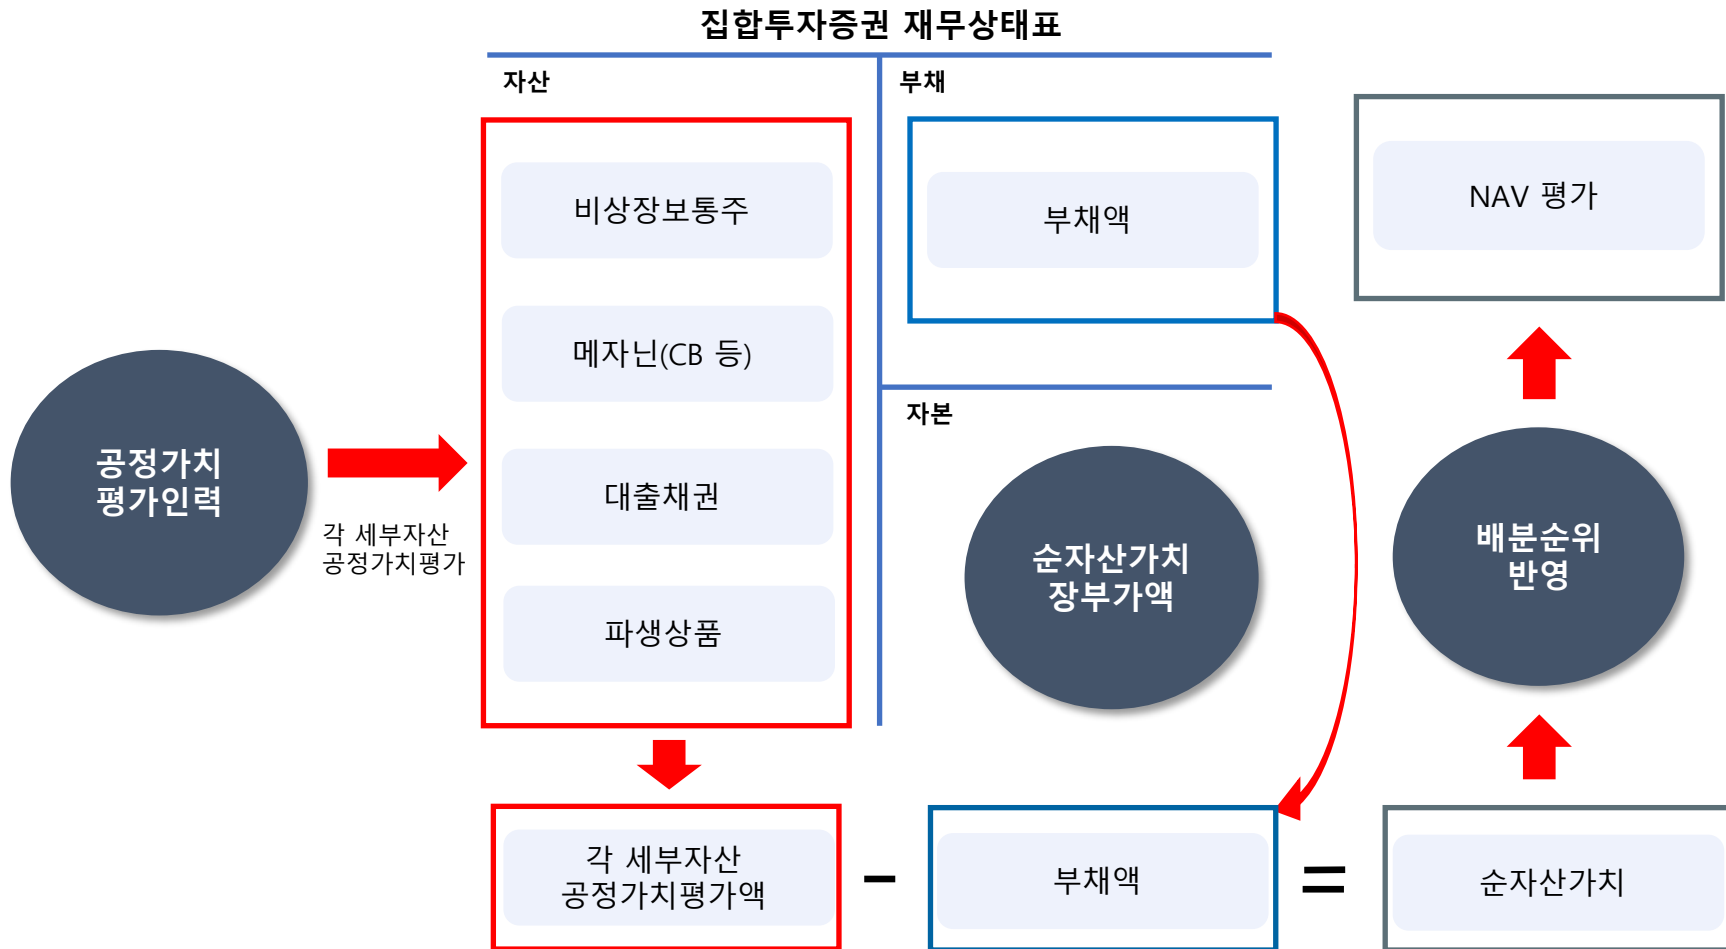 집합투자증권 재무상태표
자산
부채
비상장보통주
부채액
NAV 평가
메자닌(CB 등)
자본
공정가치
평가인력
각 세부자산
공정가치평가
대출채권
순자산가치
장부가액
배분순위
반영
파생상품
각 세부자산
공정가치평가액
–
부채액
=
순자산가치